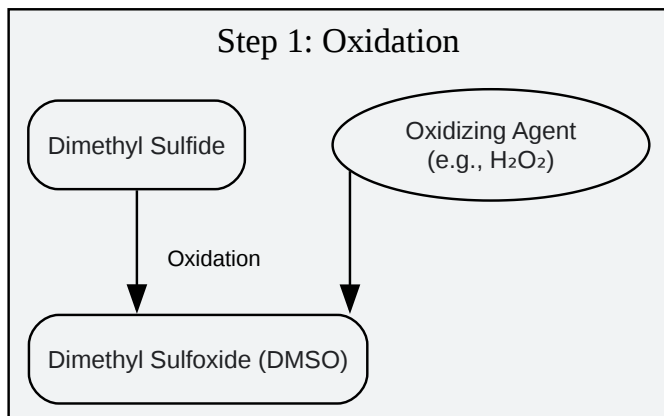 Step 1: Oxidation
Dimethyl Sulfide
Oxidizing Agent
(e.g., H₂O₂)
Oxidation
Dimethyl Sulfoxide (DMSO)